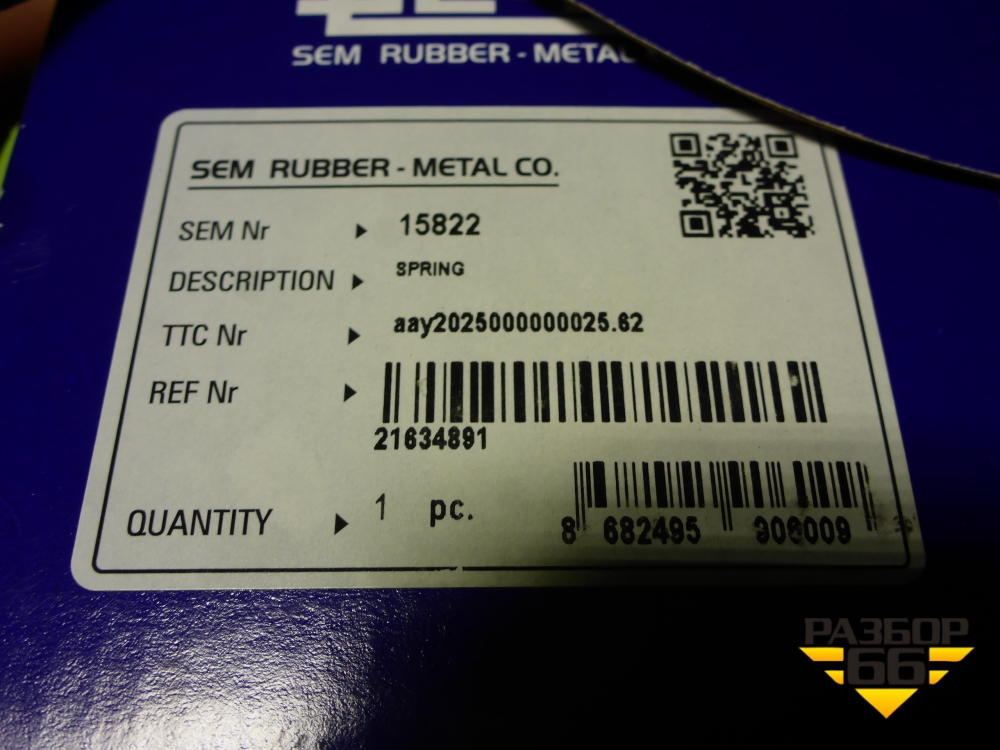 SEM RUBBER - METAL
SEM RUBBER - METAL CO.
SEM Nr ▶ 15822
DESCRIPTION ▶ SPRING
TTC Nr ▶ aay2025000000025.62
REF Nr ▶
21634891
QUANTITY ▶ 1 pc.
8 682495 906009
РАЗБОР
66